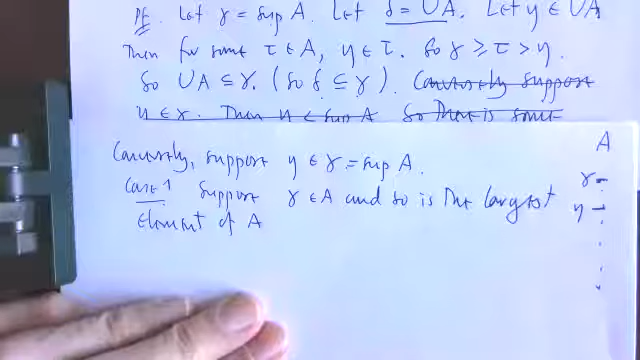 Pf. Let γ = sup A. Let δ = ∪A. Let η ∈ ∪A
Then for some τ ∈ A, η ∈ τ. So γ ≥ τ > η.
So ∪A ⊆ γ. (So δ ⊆ γ). Conversely suppose
η ∈ γ. Then η < sup A So there is some
Conversely, suppose η ∈ γ = sup A.
Case 1 Suppose γ ∈ A and so is the largest
element of A
A
γ
η